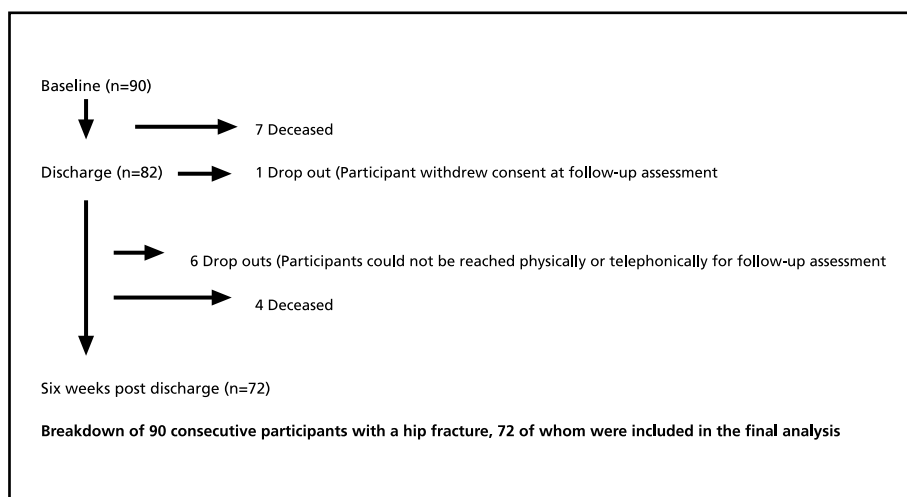 Baseline (n=90)
7 Deceased
Discharge (n=82)
1 Drop out (Participant withdrew consent at follow-up assessment
6 Drop outs (Participants could not be reached physically or telephonically for follow-up assessment
4 Deceased
Six weeks post discharge (n=72)
Breakdown of 90 consecutive participants with a hip fracture, 72 of whom were included in the final analysis